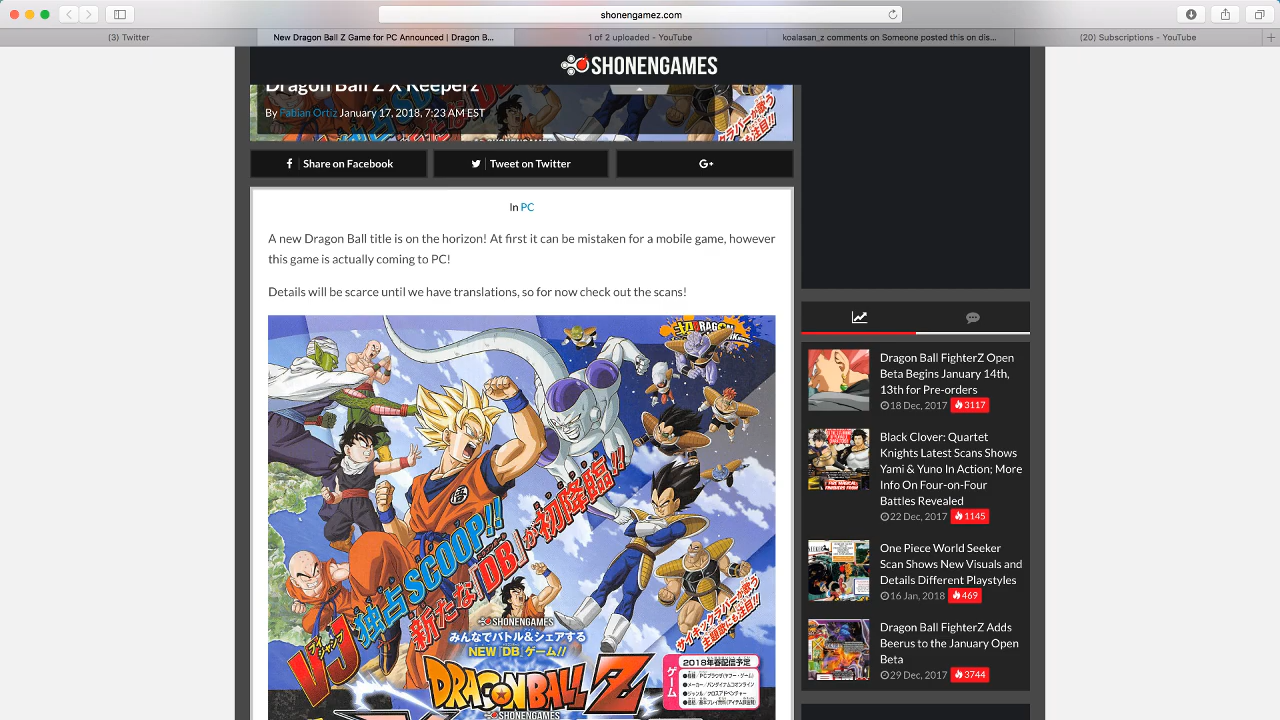 shonengamez.com
(3) Twitter
New Dragon Ball Z Game for PC Announced | Dragon B...
1 of 2 uploaded - YouTube
koalasan_z comments on Someone posted this on dis...
(20) Subscriptions - YouTube
SHONENGAMES
Dragon Ball Z X Keeperz
By Fabian Ortiz January 17, 2018, 7:23 AM EST
Share on Facebook
Tweet on Twitter
G+
In PC
A new Dragon Ball title is on the horizon! At first it can be mistaken for a mobile game, however
this game is actually coming to PC!
Details will be scarce until we have translations, so for now check out the scans!
Vジャンプ
独占SCOOP!!
新たな「DB」が初降臨!!
SHONENGAMES
みんなでバトル&シェアする
NEW『DB』ゲーム!!
DRAGONBALL Z
SHONENGAMES
ゲーム
2018年春配信予定
Dragon Ball FighterZ Open
Beta Begins January 14th,
13th for Pre-orders
18 Dec, 2017 3117
Black Clover: Quartet
Knights Latest Scans Shows
Yami & Yuno In Action; More
Info On Four-on-Four
Battles Revealed
22 Dec, 2017 1145
One Piece World Seeker
Scan Shows New Visuals and
Details Different Playstyles
16 Jan, 2018 469
Dragon Ball FighterZ Adds
Beerus to the January Open
Beta
29 Dec, 2017 3744